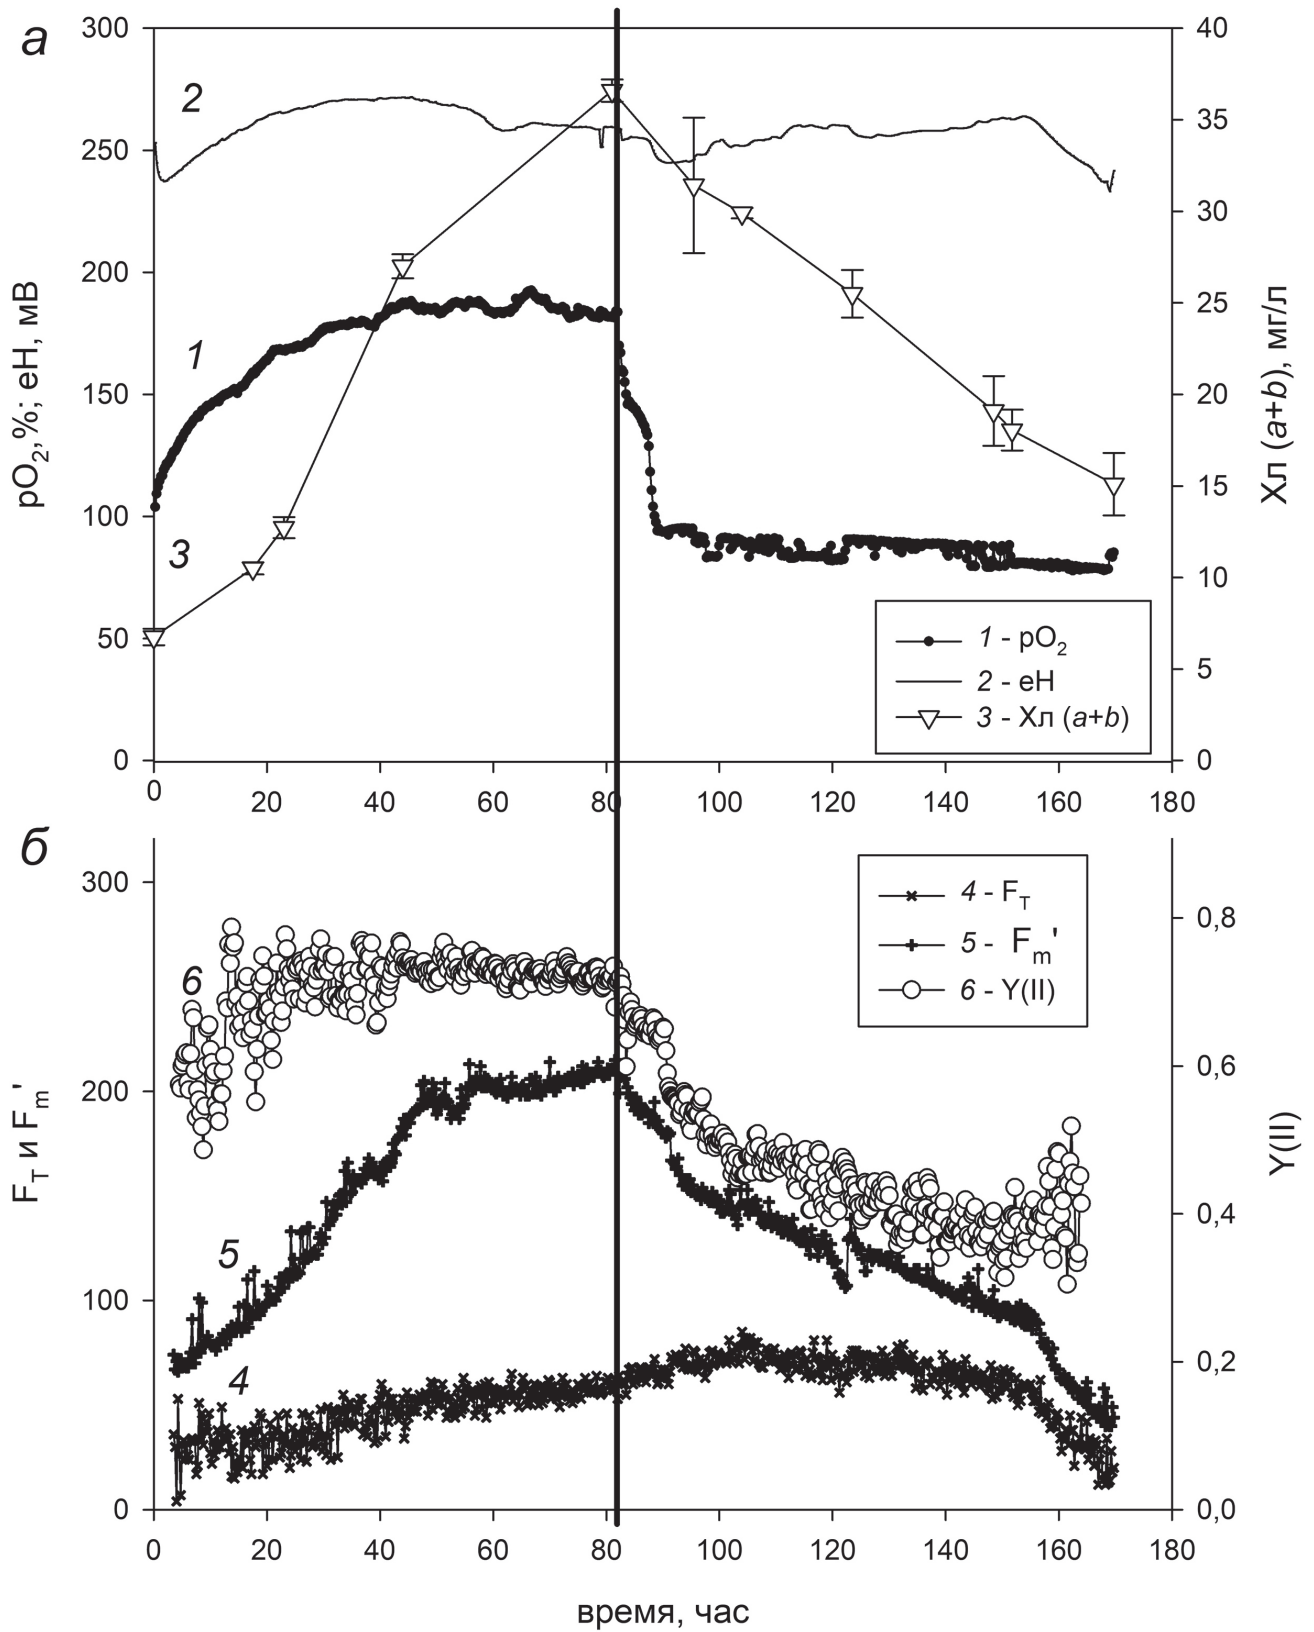 а
300
250
200
150
100
50
0
pO2,%; eH, мВ
40
35
30
25
20
15
10
5
0
Хл (a+b), мг/л
2
1
3
1 - pO2
2 - eH
3 - Хл (a+b)
0 20 40 60 80 100 120 140 160 180
б
300
200
100
0
FT и Fm'
0,8
0,6
0,4
0,2
0,0
Y(II)
6
5
4
4 - FT
5 - Fm'
6 - Y(II)
0 20 40 60 80 100 120 140 160 180
время, час